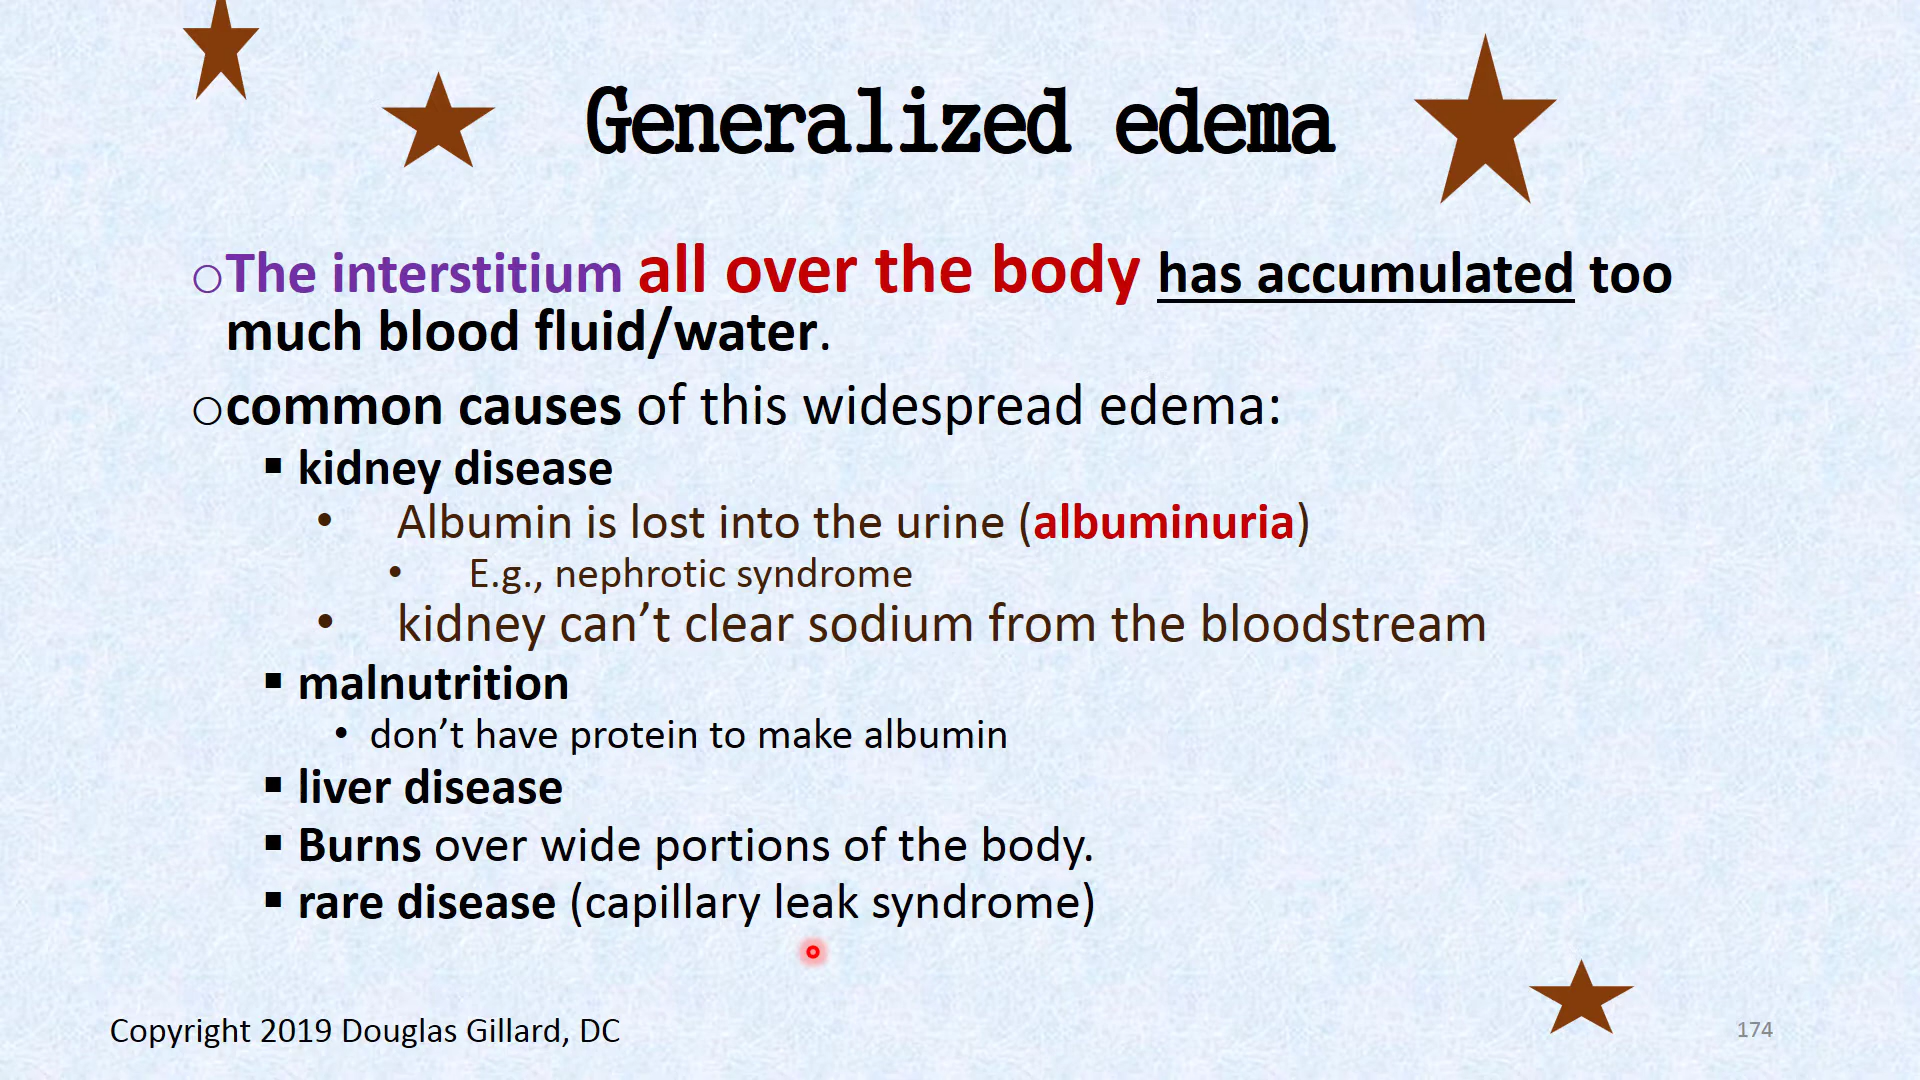 Generalized edema
The interstitium all over the body has accumulated too
much blood fluid/water.
common causes of this widespread edema:
kidney disease
Albumin is lost into the urine (albuminuria)
E.g., nephrotic syndrome
kidney can’t clear sodium from the bloodstream
malnutrition
don’t have protein to make albumin
liver disease
Burns over wide portions of the body.
rare disease (capillary leak syndrome)
Copyright 2019 Douglas Gillard, DC
174